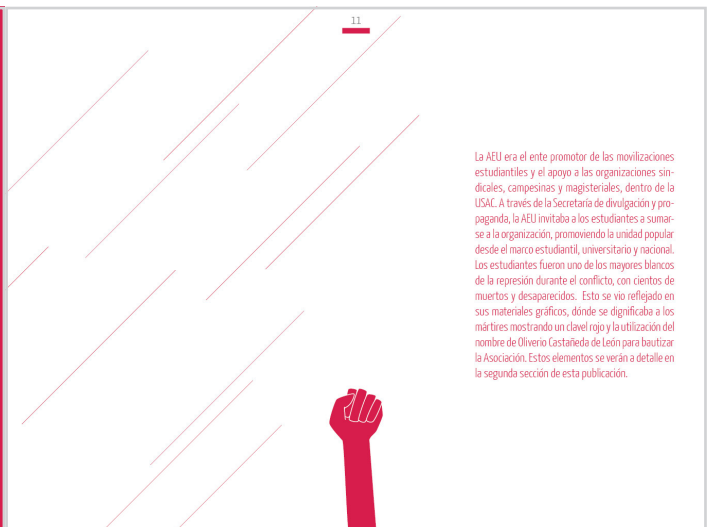 11
La AEU era el ente promotor de las movilizaciones
estudiantiles y el apoyo a las organizaciones sin-
dicales, campesinas y magisteriales, dentro de la
USAC. A través de la Secretaría de divulgación y pro-
paganda, la AEU invitaba a los estudiantes a sumar-
se a la organización, promoviendo la unidad popular
desde el marco estudiantil, universitario y nacional.
Los estudiantes fueron uno de los mayores blancos
de la represión durante el conflicto, con cientos de
muertos y desaparecidos.  Esto se vio reflejado en
sus materiales gráficos, dónde se dignificaba a los
mártires mostrando un clavel rojo y la utilización del
nombre de Oliverio Castañeda de León para bautizar
la Asociación. Estos elementos se verán a detalle en
la segunda sección de esta publicación.